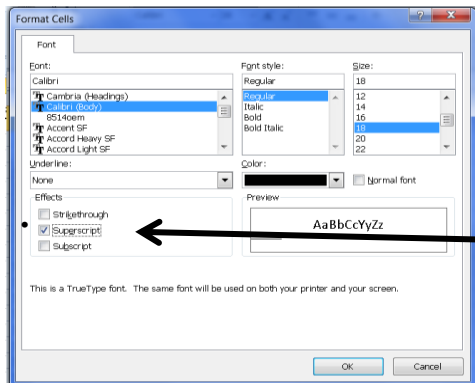 Format Cells
Font
Font: Font style: Size:
Calibri Regular 18
Cambria (Headings) Regular 12
Calibri (Body) Italic 14
8514oem Bold 16
Accent SF Bold Italic 18
Accord Heavy SF 20
Accord Light SF 22
Underline: Color:
None Normal font
Effects Preview
Strikethrough
Superscript AaBbCcYyZz
Subscript
This is a TrueType font. The same font will be used on both your printer and your screen.
OK Cancel